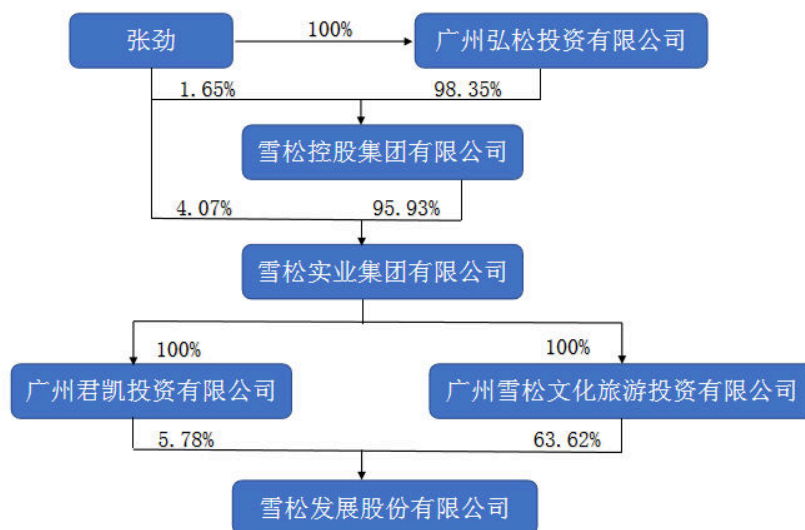 张劲
100%
广州弘松投资有限公司
1.65%
98.35%
雪松控股集团有限公司
4.07%
95.93%
雪松实业集团有限公司
100%
100%
广州君凯投资有限公司
广州雪松文化旅游投资有限公司
5.78%
63.62%
雪松发展股份有限公司